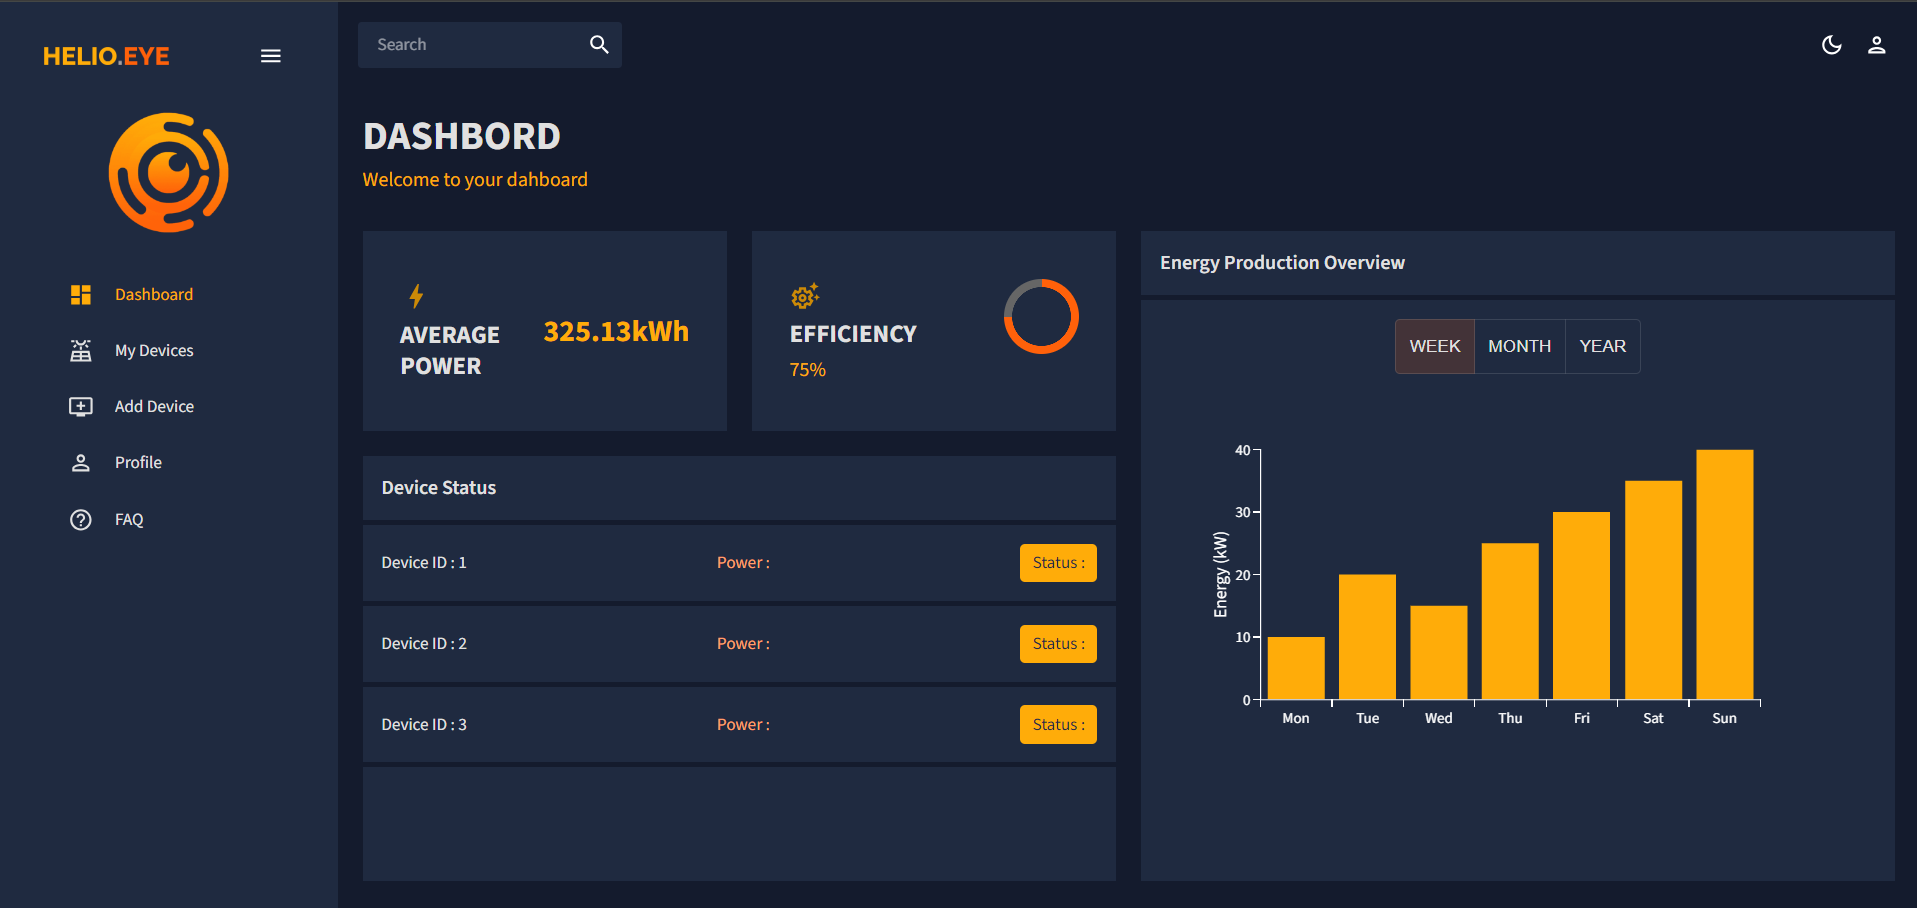 HELIO.EYE
Search
Dashboard
My Devices
Add Device
Profile
FAQ
DASHBORD
Welcome to your dahboard
AVERAGE
POWER
325.13kWh
EFFICIENCY
75%
Device Status
Device ID : 1 Power : Status :
Device ID : 2 Power : Status :
Device ID : 3 Power : Status :
Energy Production Overview
WEEK MONTH YEAR
Energy (kW)
40
30
20
10
0
Mon Tue Wed Thu Fri Sat Sun